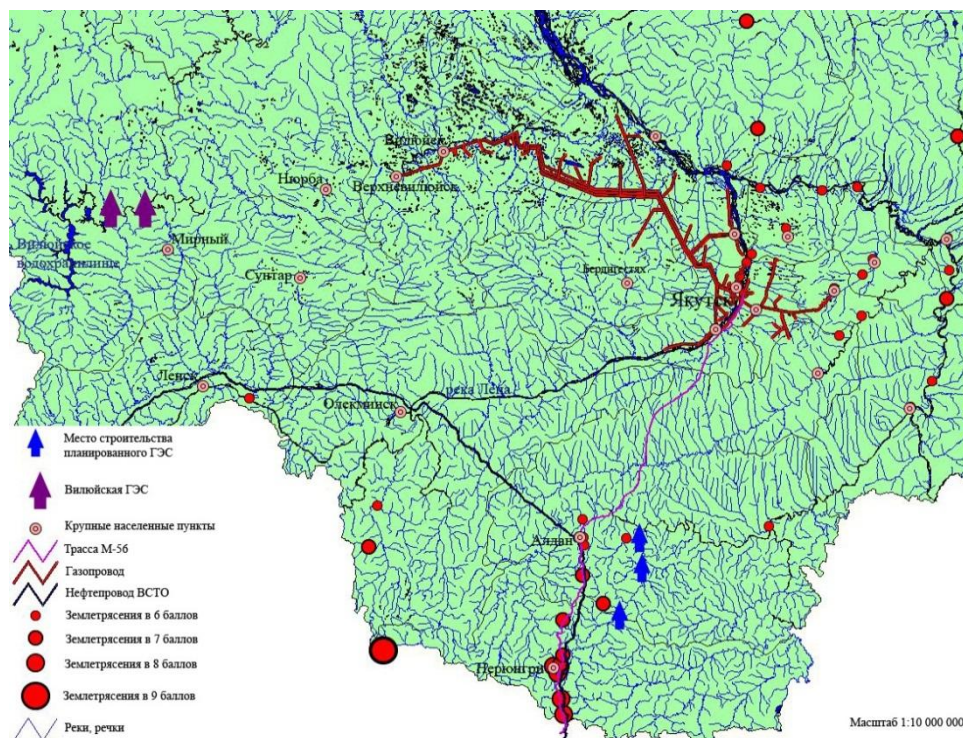 Вилюйск
Верхневилюйск
Нюрба
Вилюйское
водохранилище
Мирный
Сунтар
Бердигестях
Якутск
Ленск
река Лена
Олекминск
Алдан
Нерюнгри
Место строительства
планированного ГЭС
Вилюйская ГЭС
Крупные населенные пункты
Трасса М-56
Газопровод
Нефтепровод ВСТО
Землетрясения в 6 баллов
Землетрясения в 7 баллов
Землетрясения в 8 баллов
Землетрясения в 9 баллов
Реки, речки
Масштаб 1:10 000 000